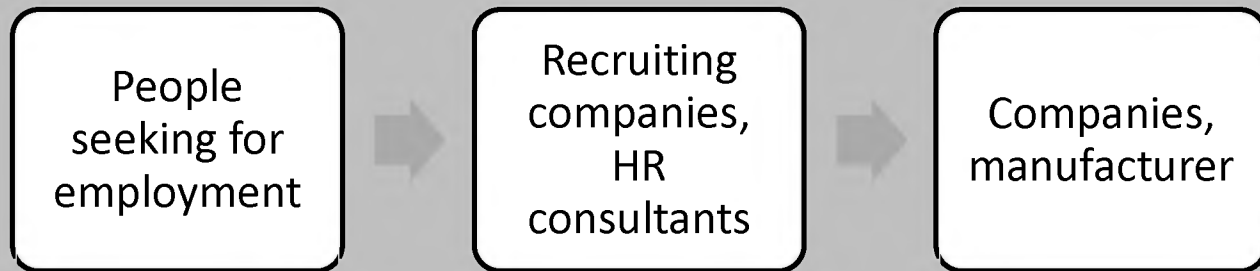 People
seeking for
employment
Recruiting
companies,
HR
consultants
Companies,
manufacturer